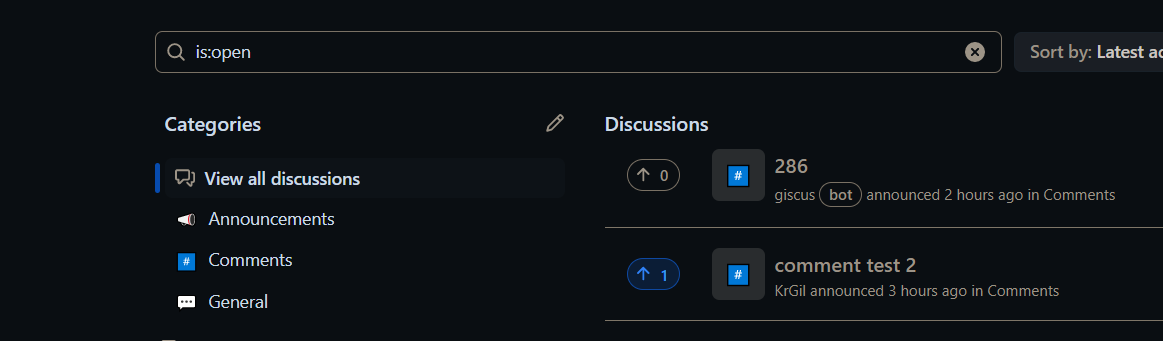 is:open
Sort by: Latest
Categories
Discussions
View all discussions
Announcements
# Comments
General
0
#
286
giscus bot announced 2 hours ago in Comments
1
#
comment test 2
KrGil announced 3 hours ago in Comments